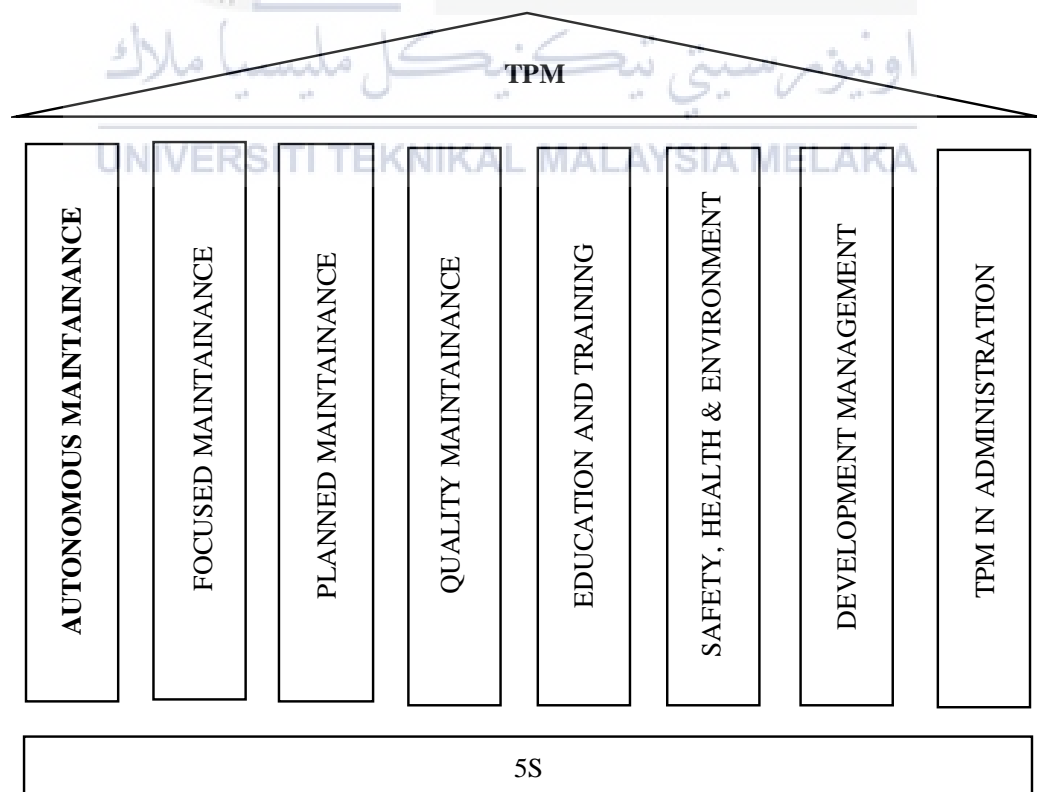 اونيورسيتي تيكنيكل مليسيا ملاك
TPM
UNIVERSITI TEKNIKAL MALAYSIA MELAKA
AUTONOMOUS MAINTAINANCE
FOCUSED MAINTAINANCE
PLANNED MAINTAINANCE
QUALITY MAINTAINANCE
EDUCATION AND TRAINING
SAFETY, HEALTH & ENVIRONMENT
DEVELOPMENT MANAGEMENT
TPM IN ADMINISTRATION
5S